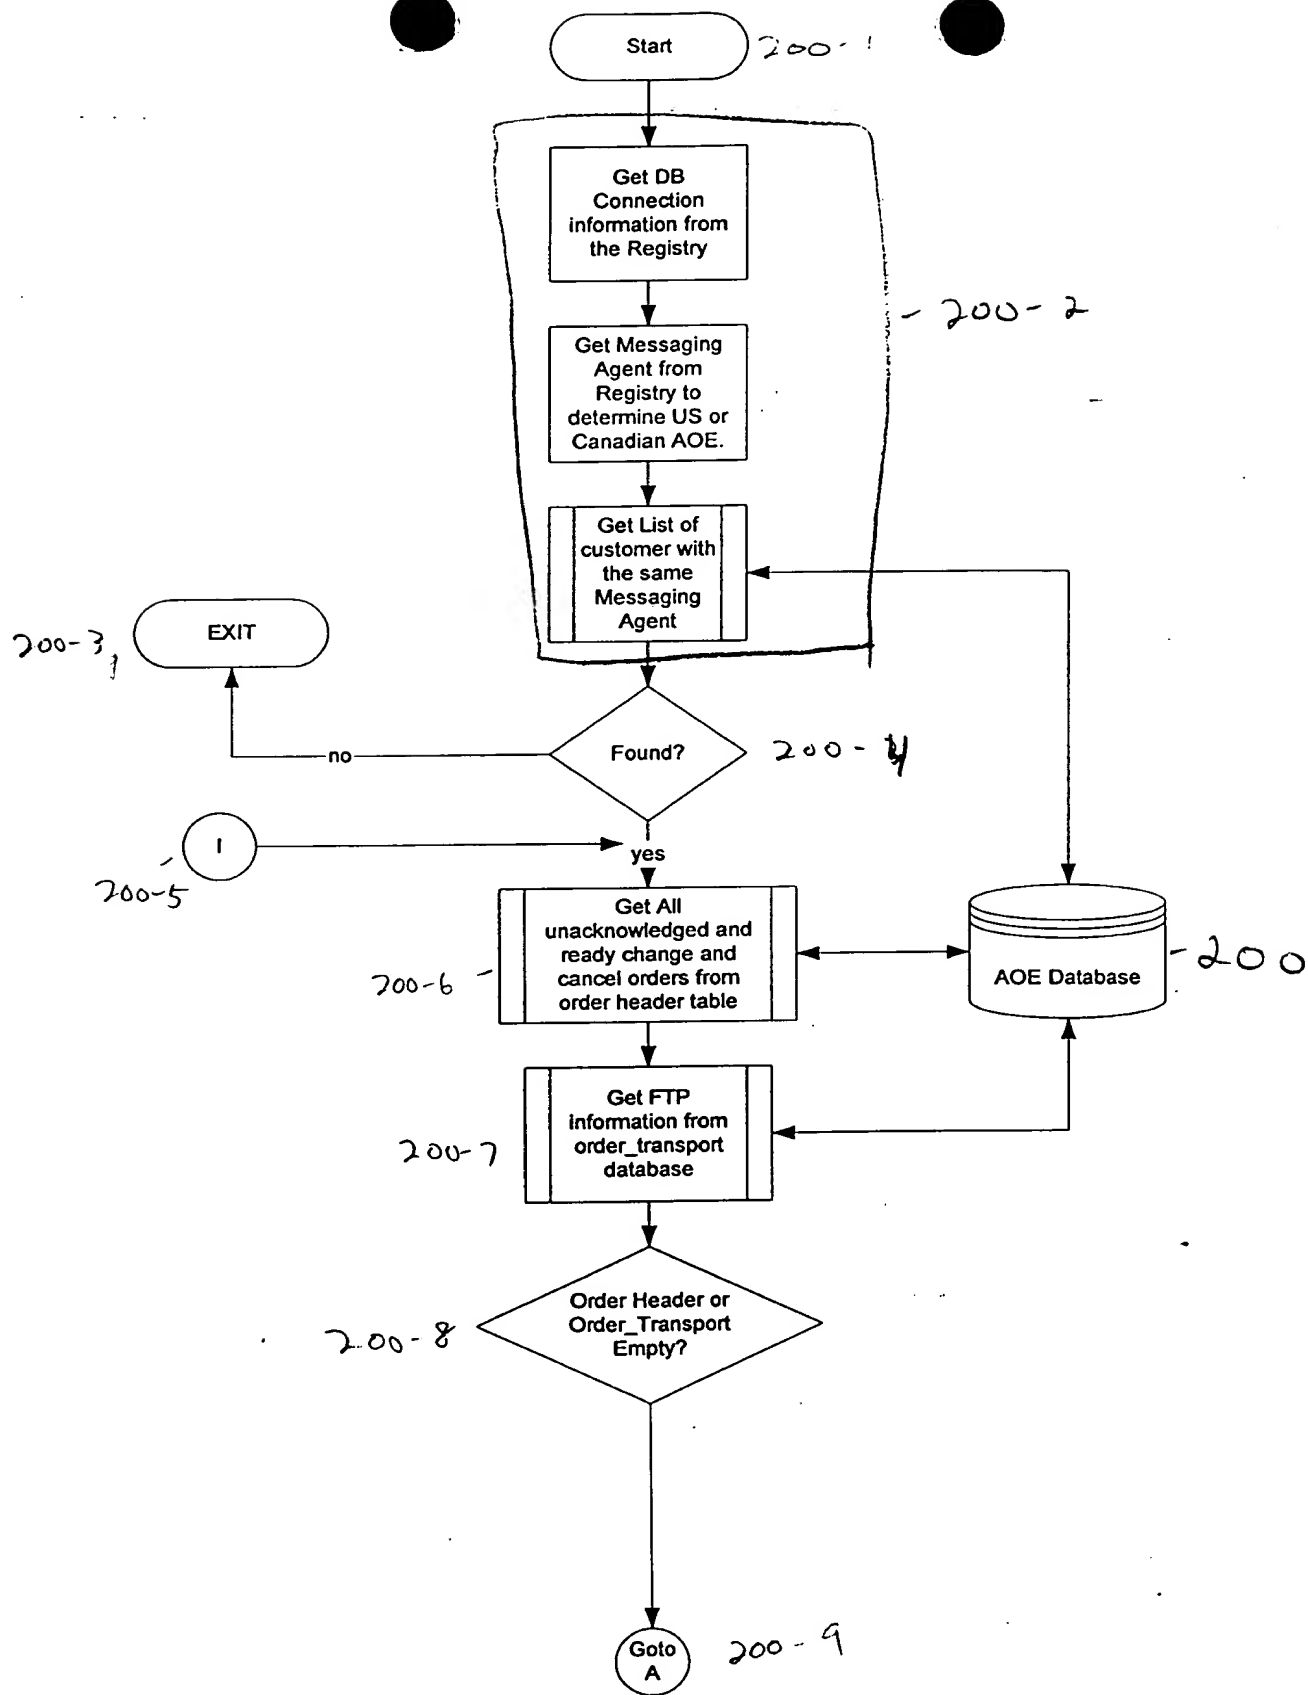 Start
200-1
Get DB
Connection
information from
the Registry
Get Messaging
Agent from
Registry to
determine US or
Canadian AOE.
- 200-2
Get List of
customer with
the same
Messaging
Agent
EXIT
200-3
Found?
200-4
no
1
200-5
yes
Get All
unacknowledged and
ready change and
cancel orders from
order header table
200-6
AOE Database
200
Get FTP
information from
order_transport
database
200-7
Order Header or
Order_Transport
Empty?
200-8
Goto
A
200-9